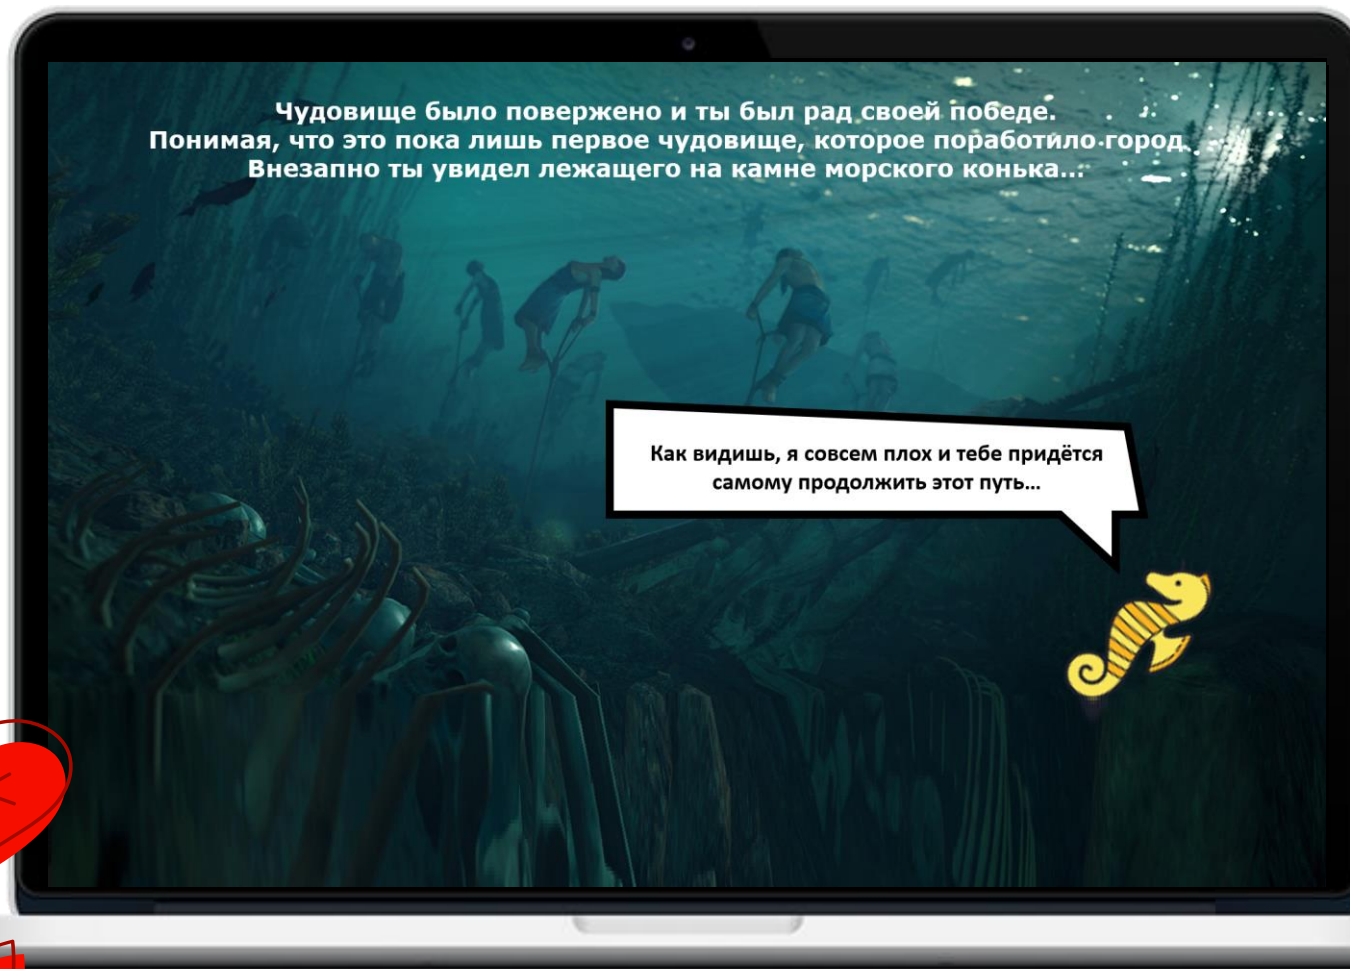 Чудовище было повержено и ты был рад своей победе.
Понимая, что это пока лишь первое чудовище, которое поработило город.
Внезапно ты увидел лежащего на камне морского конька...
Как видишь, я совсем плох и тебе придётся
самому продолжить этот путь...